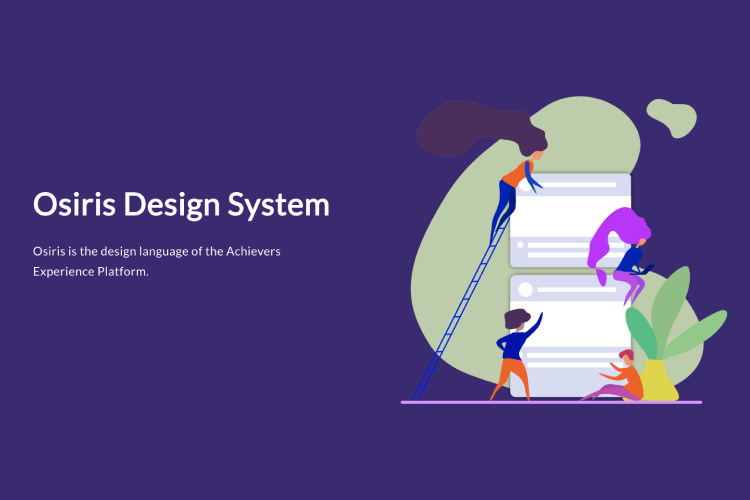 Osiris Design System
Osiris is the design language of the Achievers
Experience Platform.